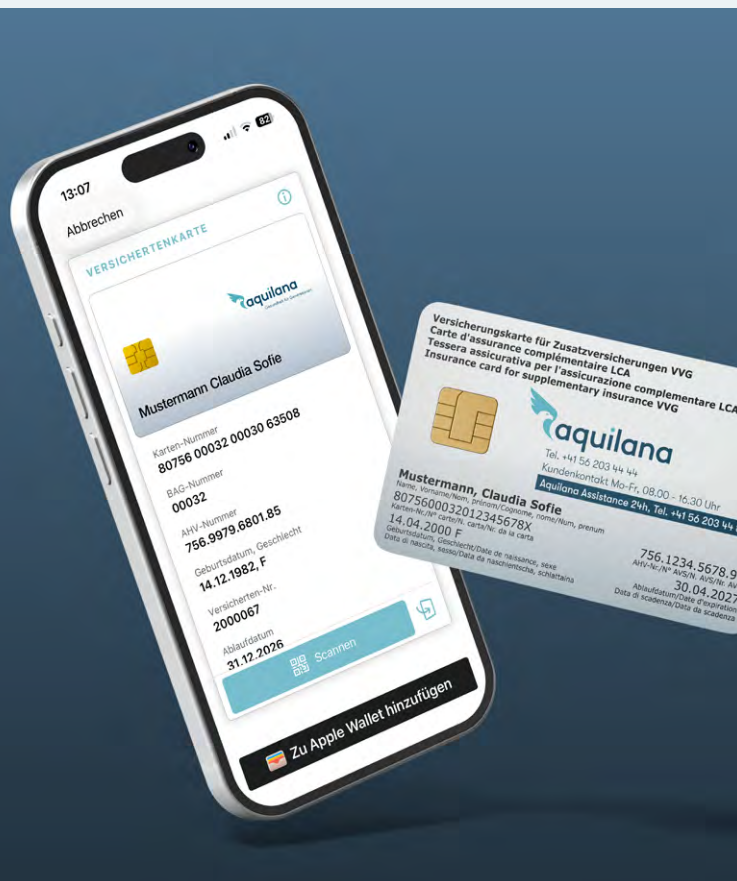 13:07
82
Abbrechen
VERSICHERTENKARTE
aquilana
Mustermann Claudia Sofie
Karten-Nummer
80756 00032 00030 63508
BAG-Nummer
00032
AHV-Nummer
756.9979.6801.85
Geburtsdatum, Geschlecht
14.12.1982, F
Versicherten-Nr.
2000067
Ablaufdatum
31.12.2026
Scannen
Zu Apple Wallet hinzufügen
Versicherungskarte für Zusatzversicherungen VVG
Carte d'assurance complémentaire LCA
Tessera assicurativa per l'assicurazione complementare LCA
Insurance card for supplementary insurance VVG
aquilana
Tel. +41 56 203 44 44
Kundenkontakt Mo-Fr, 08.00 - 16.30 Uhr
Aquilana Assistance 24h, Tel. +41 56 203 44
Mustermann, Claudia Sofie
Name, Vorname/Nom, prénom/Cognome, nome/Num, prenum
8075600032012345678X
Karten-Nr./N° carte/N. carta/Nr. da la carta
14.04.2000 F
Geburtsdatum, Geschlecht/Date de naissance, sexe
Data di nascita, sesso/Data da naschientscha, schlattaina
756.1234.5678.9
AHV-Nr./N° AVS/N. AVS/Nr. AV
30.04.2027
Ablaufdatum/Date d'expiration
Data di scadenza/Data da scadenza